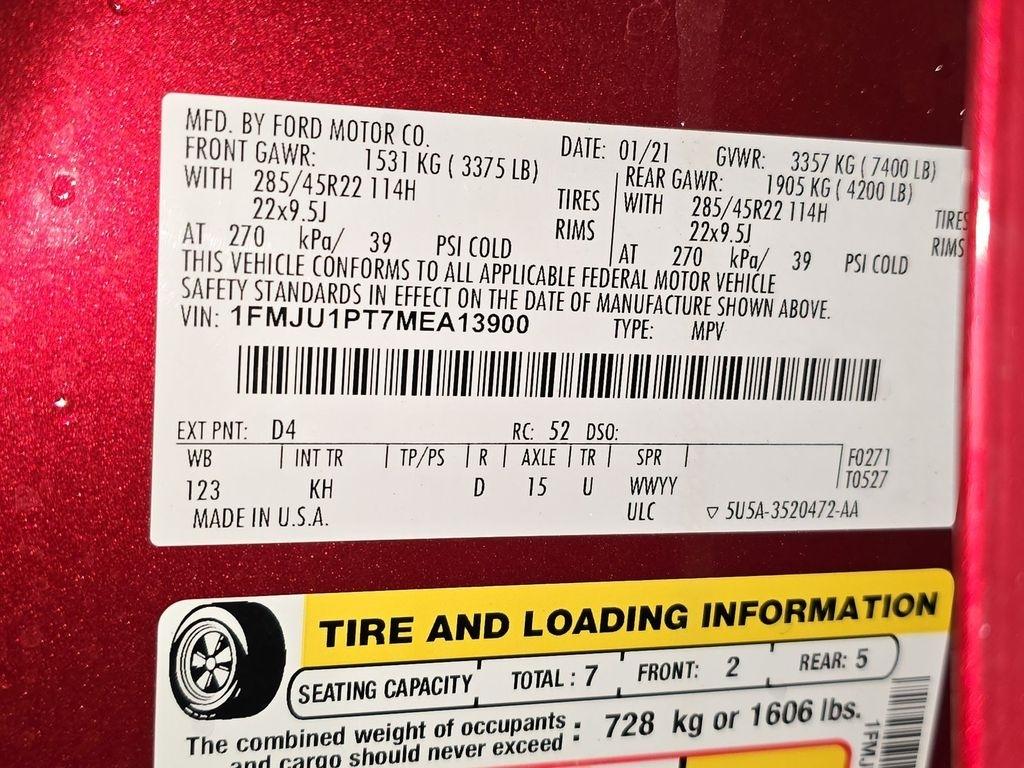 MFD. BY FORD MOTOR CO. DATE: 01/21 GVWR: 3357 KG ( 7400 LB)
FRONT GAWR: 1531 KG ( 3375 LB) REAR GAWR: 1905 KG ( 4200 LB)
WITH 285/45R22 114H TIRES WITH 285/45R22 114H TIRES
22x9.5J RIMS 22x9.5J RIMS
AT 270 kPa/ 39 PSI COLD AT 270 kPa/ 39 PSI COLD
THIS VEHICLE CONFORMS TO ALL APPLICABLE FEDERAL MOTOR VEHICLE
SAFETY STANDARDS IN EFFECT ON THE DATE OF MANUFACTURE SHOWN ABOVE.
VIN: 1FMJU1PT7MEA13900 TYPE: MPV
EXT PNT: D4 RC: 52 DSO:
WB INT TR TP/PS R AXLE TR SPR F0271
123 KH D 15 U WWYY T0527
MADE IN U.S.A. ULC ▽ 5U5A-3520472-AA
TIRE AND LOADING INFORMATION
SEATING CAPACITY TOTAL : 7 FRONT: 2 REAR: 5
The combined weight of occupants
and cargo should never exceed : 728 kg or 1606 lbs.
1FMJ